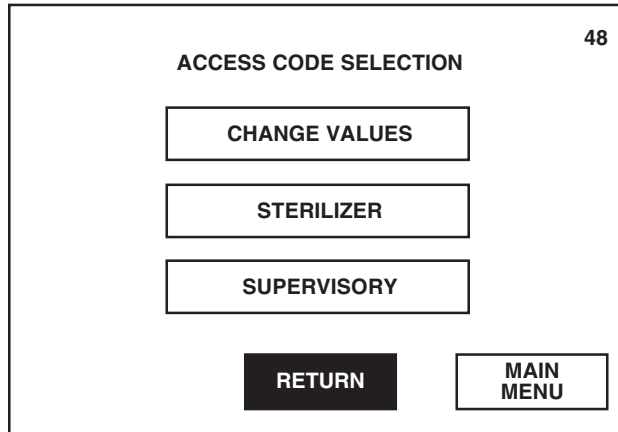 48
ACCESS CODE SELECTION
CHANGE VALUES
STERILIZER
SUPERVISORY
RETURN
MAIN
MENU